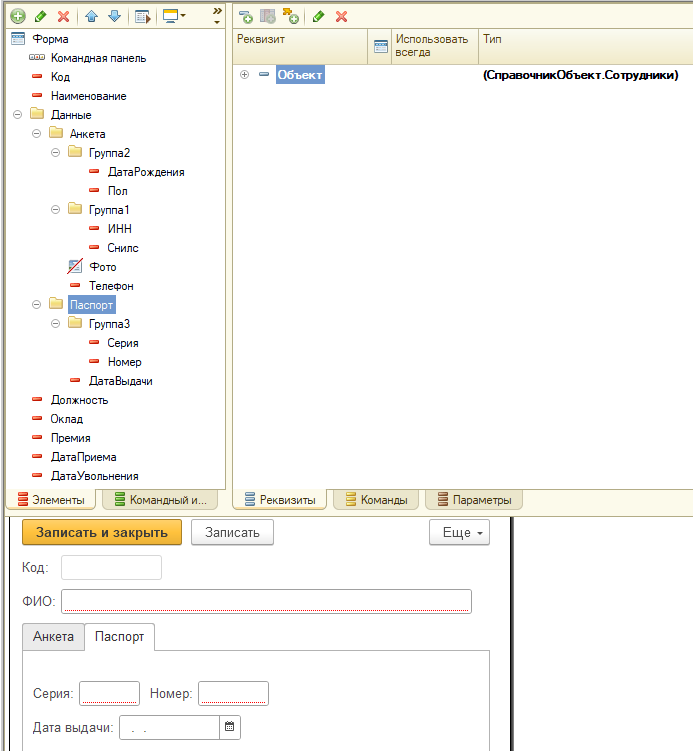 Форма
Командная панель
Код
Наименование
Данные
Анкета
Группа2
ДатаРождения
Пол
Группа1
ИНН
Снилс
Фото
Телефон
Паспорт
Группа3
Серия
Номер
ДатаВыдачи
Должность
Оклад
Премия
ДатаПриема
ДатаУвольнения
Элементы Командный и...
Реквизит Использовать всегда Тип
Объект (СправочникОбъект.Сотрудники)
Реквизиты Команды Параметры
Записать и закрыть Записать Еще
Код:
ФИО:
Анкета Паспорт
Серия: Номер:
Дата выдачи: . .